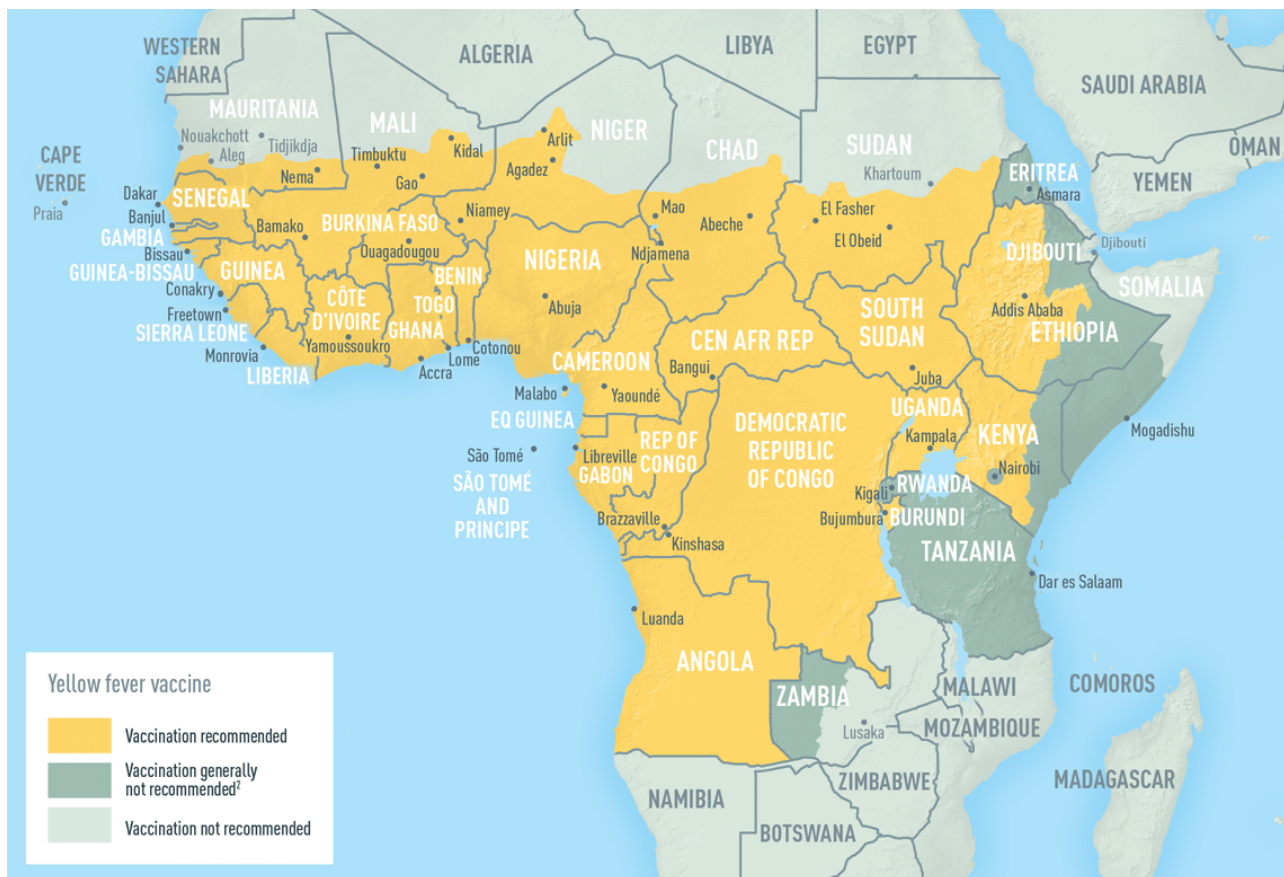 WESTERN
SAHARA
ALGERIA
LIBYA
EGYPT
SAUDI ARABIA
OMAN
YEMEN
MAURITANIA
Nouakchott
Aleg
Tidjikdja
Nema
MALI
Timbuktu
Kidal
Gao
Arlit
Agadez
NIGER
CHAD
SUDAN
Khartoum
ERITREA
Asmara
CAPE
VERDE
Praia
Dakar
SENEGAL
Banjul
GAMBIA
Bissau
GUINEA-BISSAU
Bamako
BURKINA FASO
Ouagadougou
Niamey
Mao
Abeche
Ndjamena
El Fasher
El Obeid
DJIBOUTI
Djibouti
SOMALIA
GUINEA
Conakry
Freetown
SIERRA LEONE
Monrovia
LIBERIA
CÔTE
D'IVOIRE
Yamoussoukro
BENIN
TOGO
GHANA
Accra
Lome
Cotonou
NIGERIA
Abuja
SOUTH
SUDAN
Juba
Addis Ababa
ETHIOPIA
CAMEROON
Yaoundé
CEN AFR REP
Bangui
Malabo
EQ GUINEA
São Tomé
SÃO TOMÉ
AND
PRINCIPE
Libreville
GABON
REP OF
CONGO
Brazzaville
Kinshasa
DEMOCRATIC
REPUBLIC
OF CONGO
UGANDA
Kampala
KENYA
Nairobi
Mogadishu
Kigali
RWANDA
Bujumbura
BURUNDI
TANZANIA
Dar es Salaam
Luanda
ANGOLA
ZAMBIA
Lusaka
MALAWI
MOZAMBIQUE
COMOROS
ZIMBABWE
MADAGASCAR
NAMIBIA
BOTSWANA
Yellow fever vaccine
Vaccination recommended
Vaccination generally
not recommended²
Vaccination not recommended